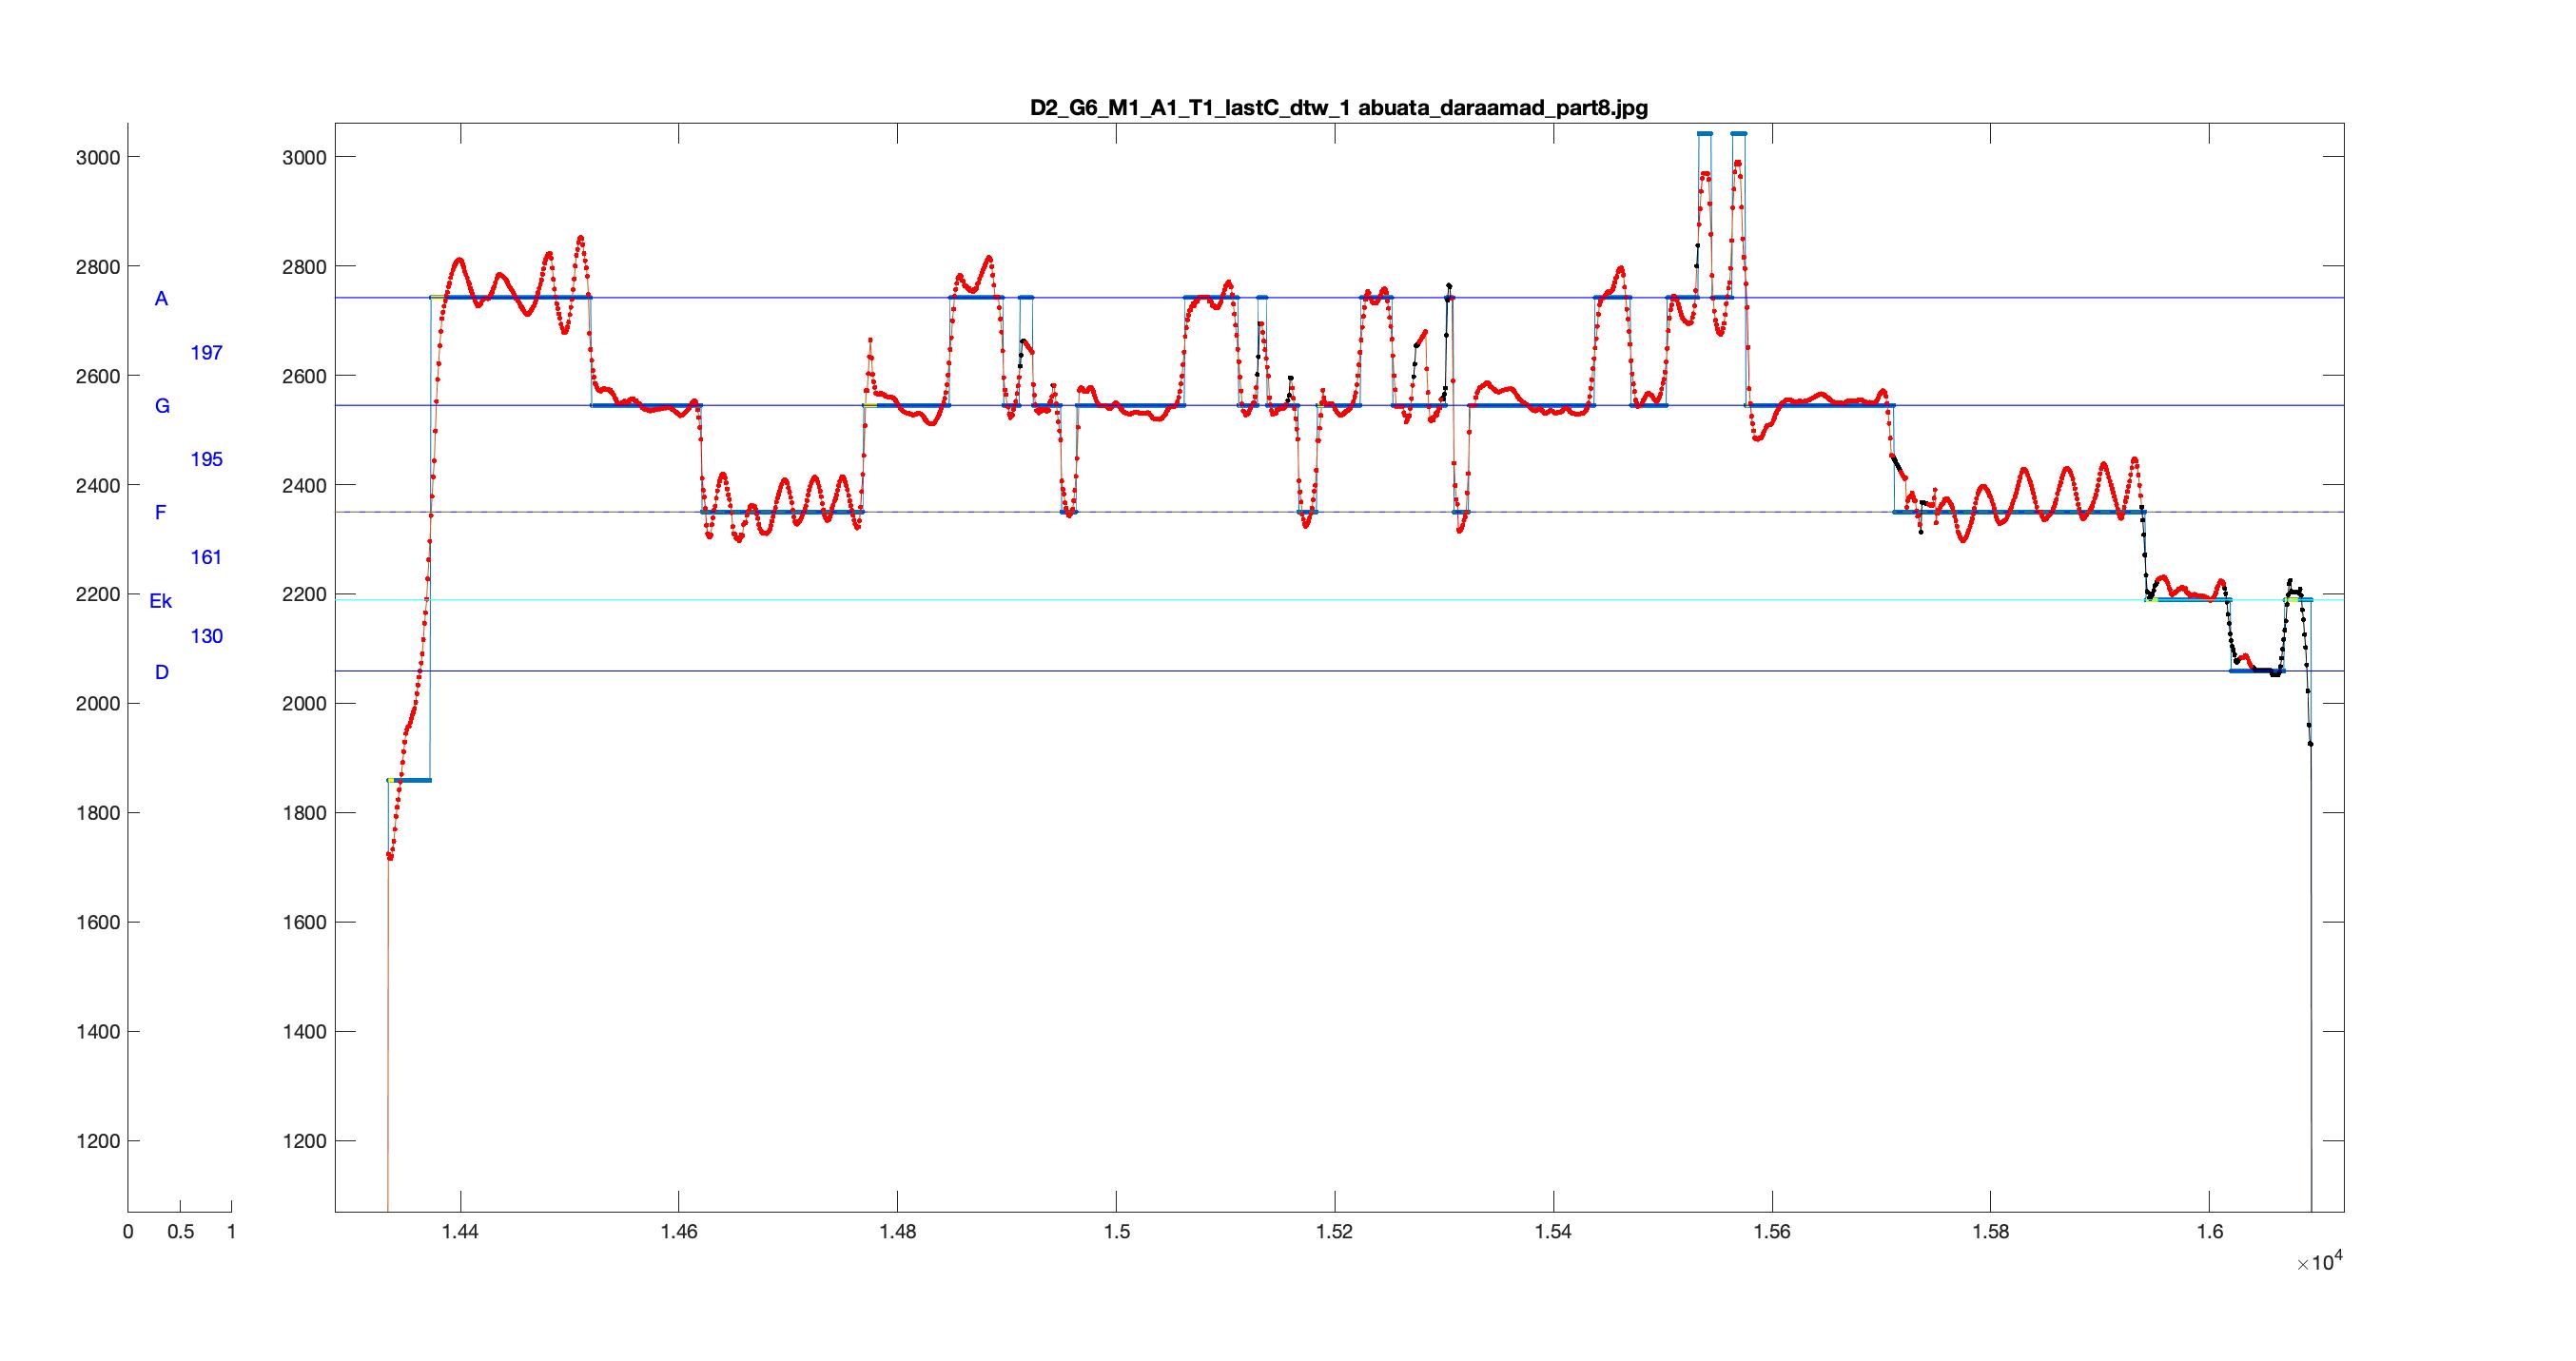 D2_G6_M1_A1_T1_lastC_dtw_1 abuata_daraamad_part8.jpg
3000 3000
2800 2800
A
197
2600 2600
G
195
2400 2400
F
161
2200 2200
Ek
130
D
2000 2000
1800 1800
1600 1600
1400 1400
1200 1200
0 0.5 1 1.44 1.46 1.48 1.5 1.52 1.54 1.56 1.58 1.6
×10^4